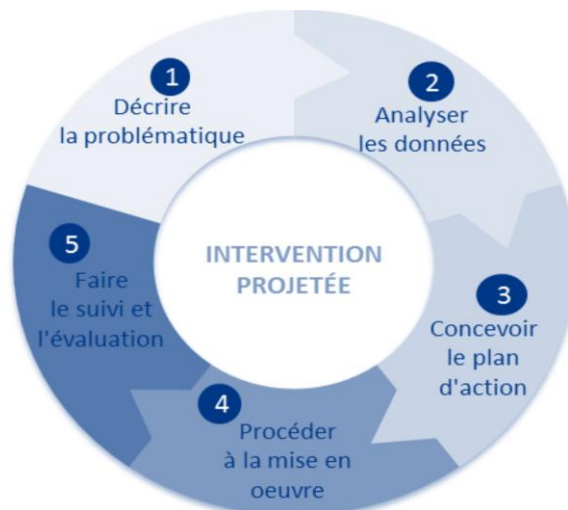 1
Décrire
la problématique
2
Analyser
les données
3
Concevoir
le plan
d'action
4
Procéder
à la mise en
oeuvre
5
Faire
le suivi et
l'évaluation
INTERVENTION
PROJETÉE